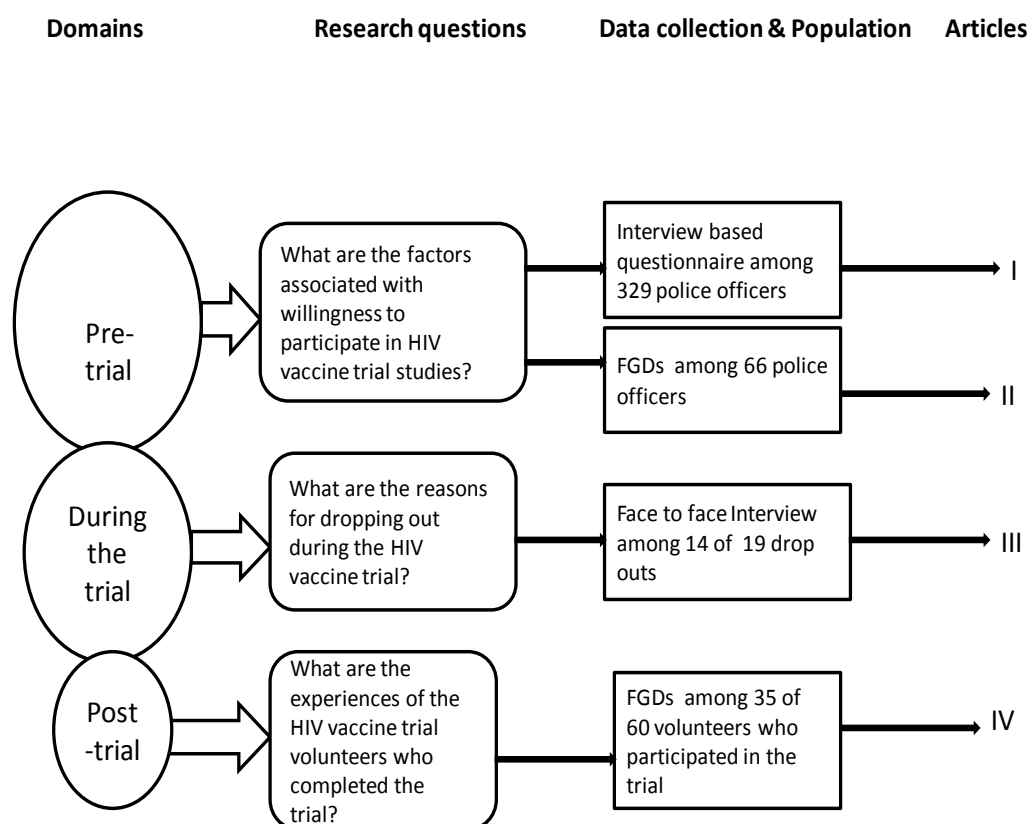 Domains Research questions Data collection & Population Articles
Pre-
trial
What are the factors
associated with
willingness to
participate in HIV
vaccine trial studies?
Interview based
questionnaire among
329 police officers
I
FGDs among 66 police
officers
II
During
the
trial
What are the reasons
for dropping out
during the HIV
vaccine trial?
Face to face Interview
among 14 of 19 drop
outs
III
Post
-trial
What are the
experiences of the
HIV vaccine trial
volunteers who
completed the
trial?
FGDs among 35 of
60 volunteers who
participated in the
trial
IV